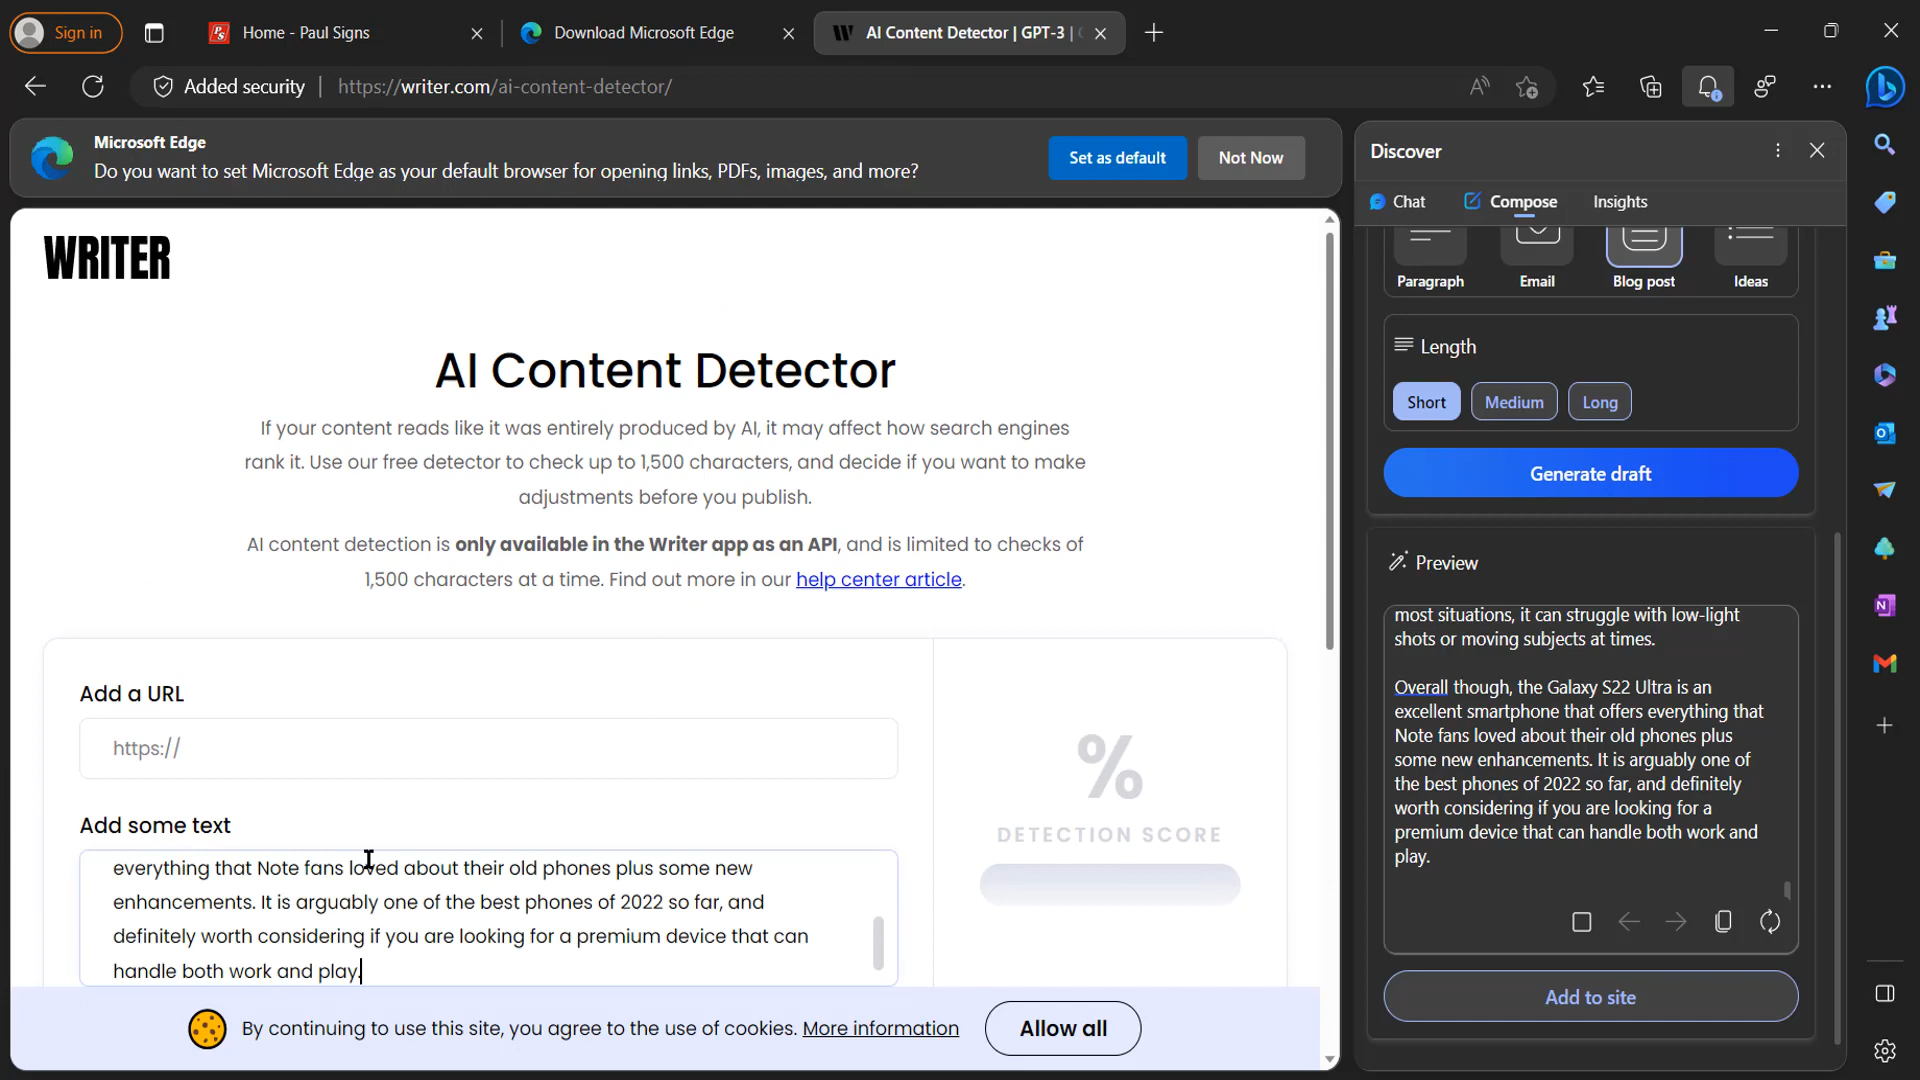 Sign in
Home - Paul Signs
Download Microsoft Edge
AI Content Detector | GPT-3 |
Added security
https://writer.com/ai-content-detector/
Microsoft Edge
Do you want to set Microsoft Edge as your default browser for opening links, PDFs, images, and more?
Set as default
Not Now
WRITER
AI Content Detector
If your content reads like it was entirely produced by AI, it may affect how search engines
rank it. Use our free detector to check up to 1,500 characters, and decide if you want to make
adjustments before you publish.
AI content detection is only available in the Writer app as an API, and is limited to checks of
1,500 characters at a time. Find out more in our help center article.
Add a URL
https://
Add some text
everything that Note fans loved about their old phones plus some new
enhancements. It is arguably one of the best phones of 2022 so far, and
definitely worth considering if you are looking for a premium device that can
handle both work and play.
%
DETECTION SCORE
By continuing to use this site, you agree to the use of cookies. More information
Allow all
Discover
Chat
Compose
Insights
Paragraph
Email
Blog post
Ideas
Length
Short
Medium
Long
Generate draft
Preview
most situations, it can struggle with low-light
shots or moving subjects at times.
Overall though, the Galaxy S22 Ultra is an
excellent smartphone that offers everything that
Note fans loved about their old phones plus
some new enhancements. It is arguably one of
the best phones of 2022 so far, and definitely
worth considering if you are looking for a
premium device that can handle both work and
play.
Add to site